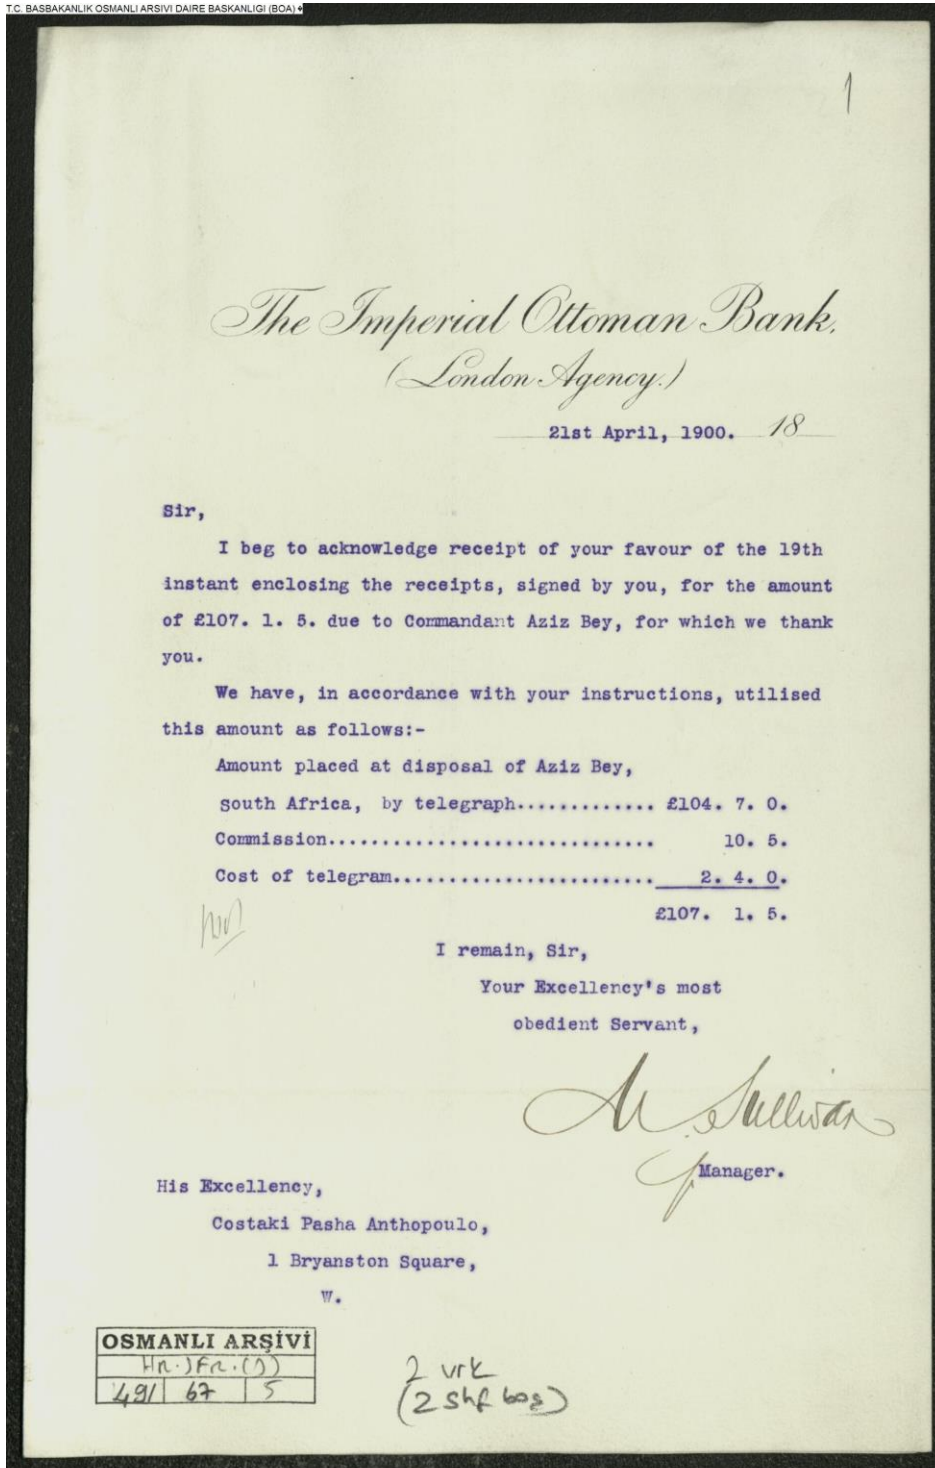 T.C. BASBAKANLIK OSMANLI ARSIVI DAIRE BASKANLIGI (BOA)
1
The Imperial Ottoman Bank.
(London Agency.)
21st April, 1900. 18
Sir,
I beg to acknowledge receipt of your favour of the 19th
instant enclosing the receipts, signed by you, for the amount
of £107. 1. 5. due to Commandant Aziz Bey, for which we thank
you.
We have, in accordance with your instructions, utilised
this amount as follows:-
Amount placed at disposal of Aziz Bey,
south Africa, by telegraph............. £104. 7. 0.
Commission............................... 10. 5.
Cost of telegram......................... 2. 4. 0.
£107. 1. 5.
I remain, Sir,
Your Excellency's most
obedient Servant,
Sullivan
Manager.
His Excellency,
Costaki Pasha Anthopoulo,
1 Bryanston Square,
W.
OSMANLI ARŞİVİ
491 67 5
2 vrk
(2 shf boş)